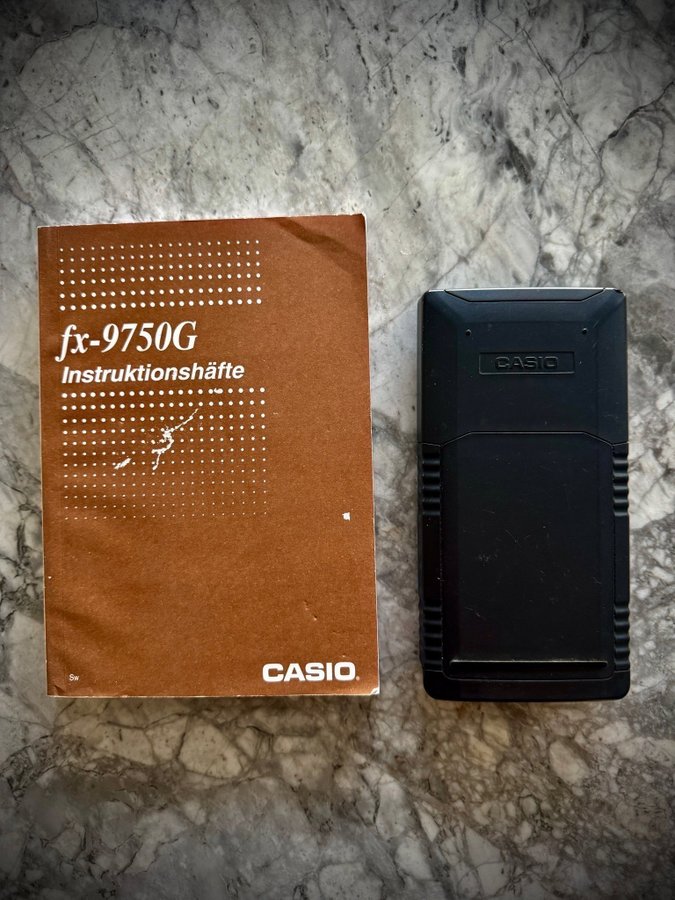 fx-9750G
Instruktionshäfte
Sw
CASIO
CASIO